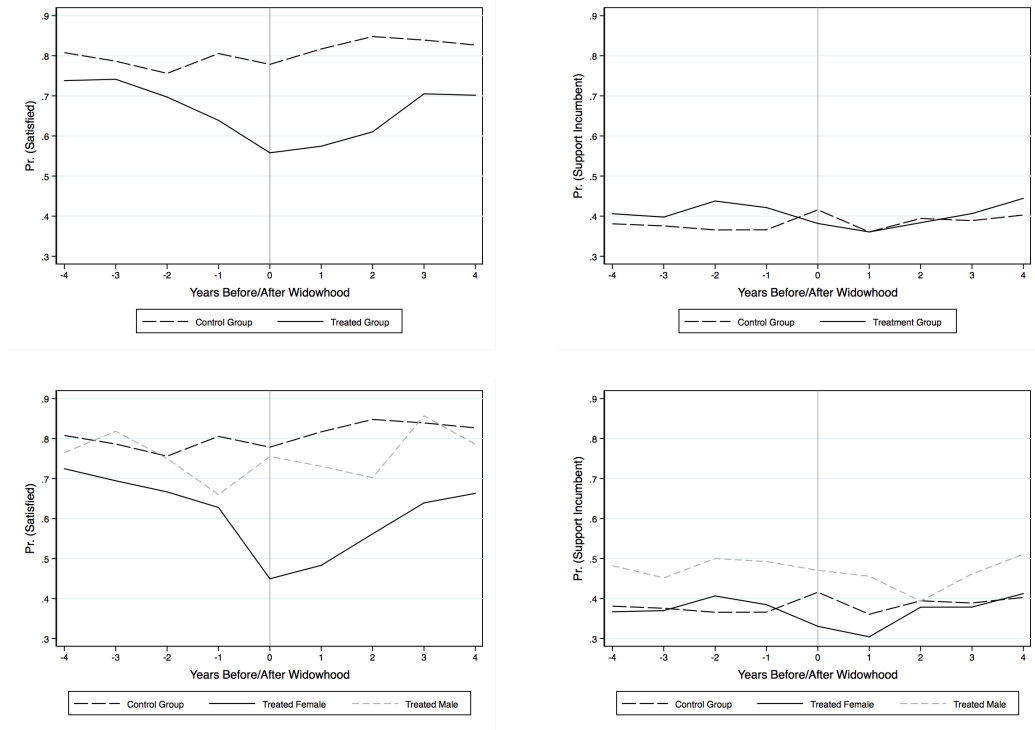 Pr. (Satisfied)
.9
.8
.7
.6
.5
.4
.3
-4 -3 -2 -1 0 1 2 3 4
Years Before/After Widowhood
Control Group Treated Group
Pr. (Support Incumbent)
.9
.8
.7
.6
.5
.4
.3
-4 -3 -2 -1 0 1 2 3 4
Years Before/After Widowhood
Control Group Treatment Group
Pr. (Satisfied)
.9
.8
.7
.6
.5
.4
.3
-4 -3 -2 -1 0 1 2 3 4
Years Before/After Widowhood
Control Group Treated Female Treated Male
Pr. (Support Incumbent)
.9
.8
.7
.6
.5
.4
.3
-4 -3 -2 -1 0 1 2 3 4
Years Before/After Widowhood
Control Group Treated Female Treated Male